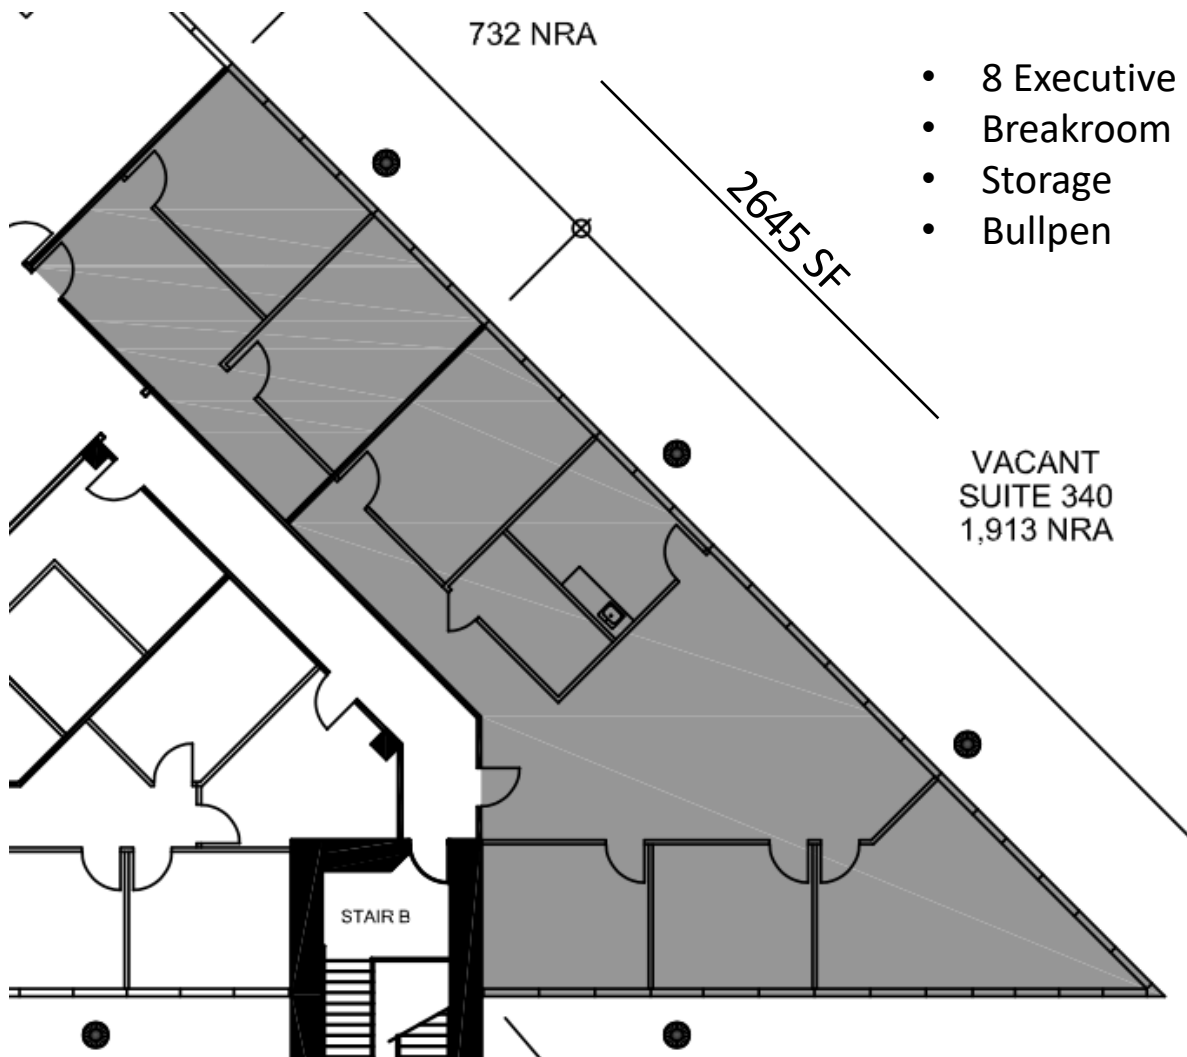 732 NRA
• 8 Executive
• Breakroom
• Storage
• Bullpen
2645 SF
VACANT
SUITE 340
1,913 NRA
STAIR B